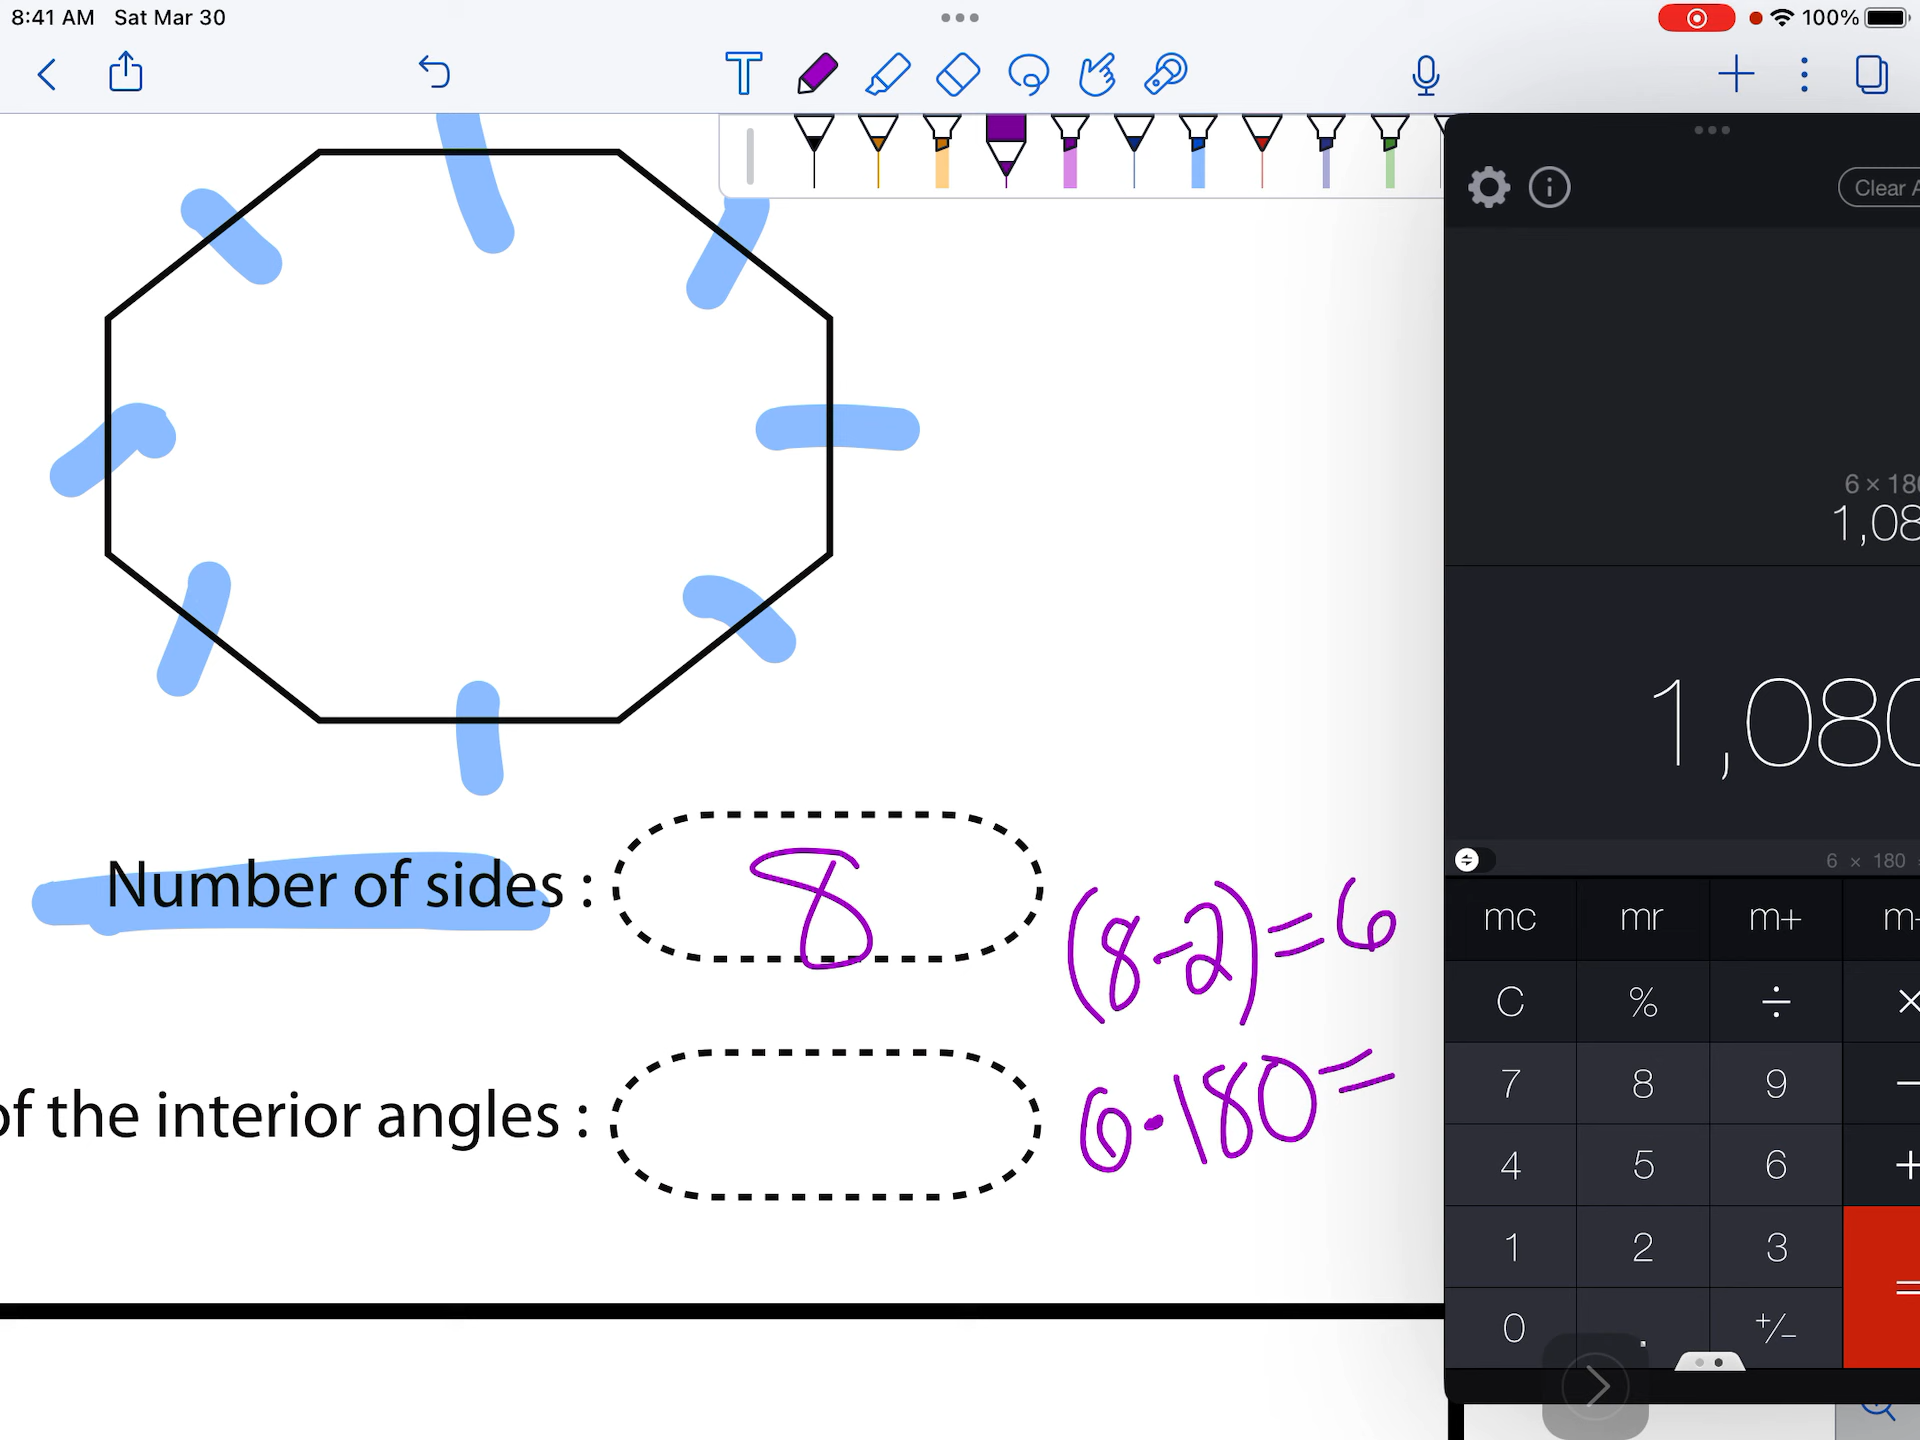 8:41 AM Sat Mar 30
100%
T
Clear A
6 × 180
1,08
1,080
6 × 180 =
Number of sides : 8
(8-2)=6
of the interior angles :
6·180=
mc mr m+ m-
C % ÷ ×
7 8 9 −
4 5 6 +
1 2 3 =
0 . +/−